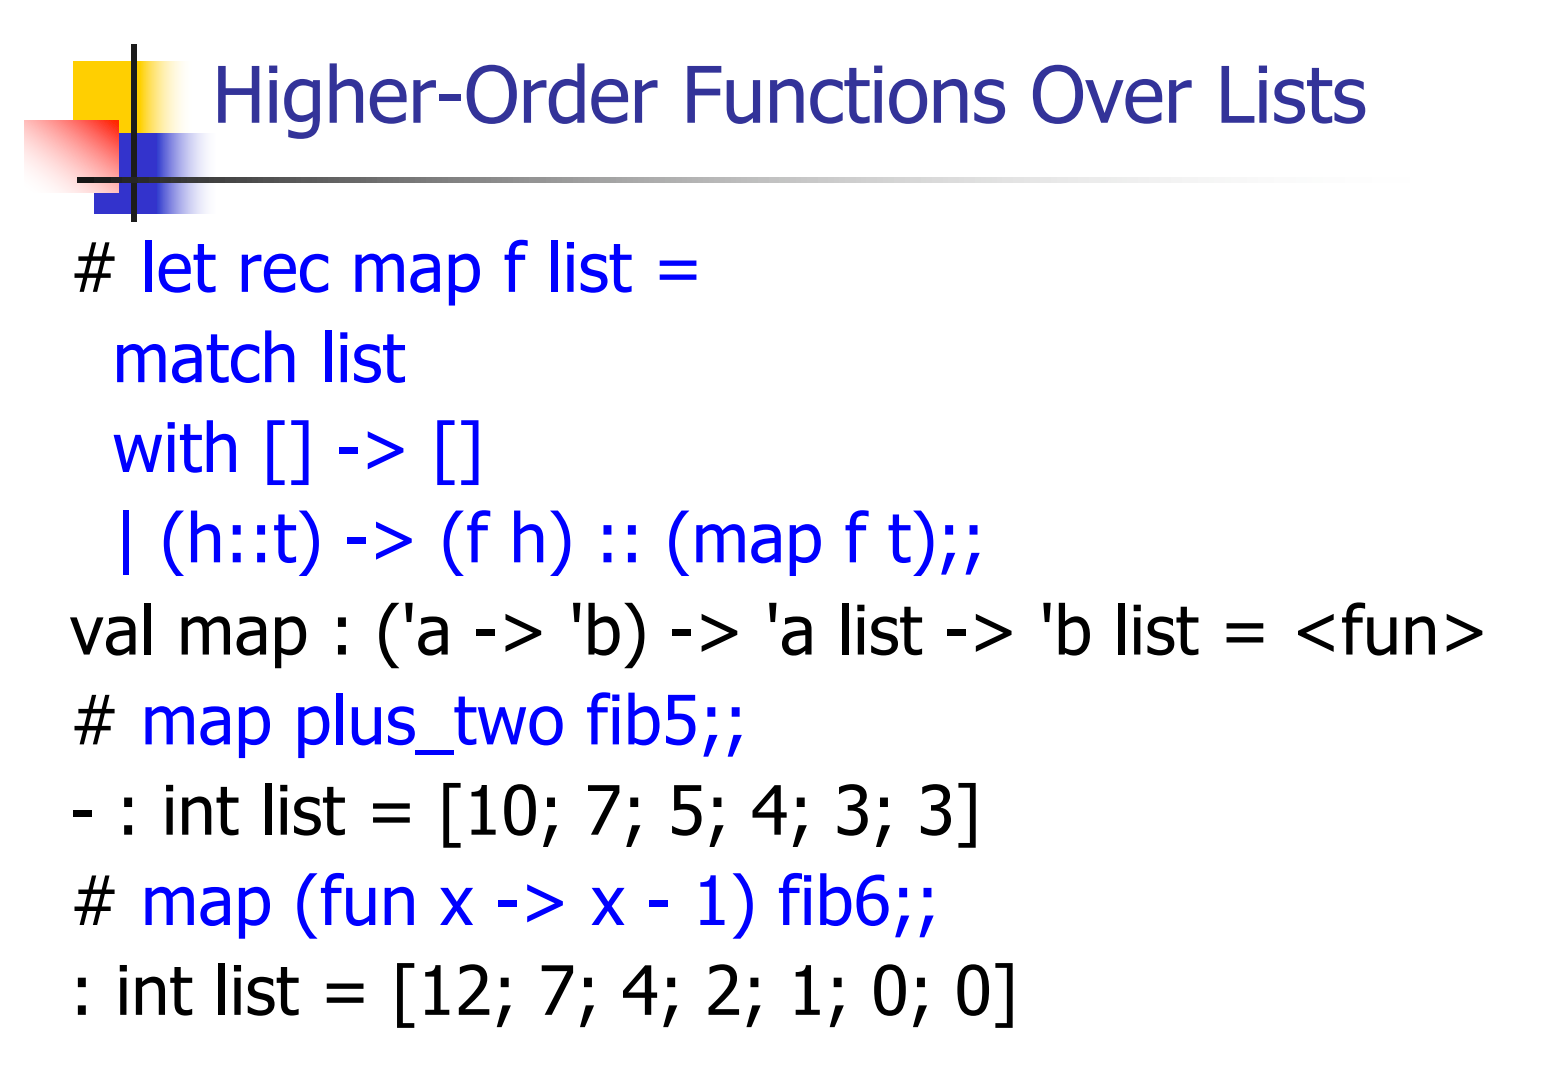 Higher-Order Functions Over Lists
# let rec map f list =
match list
with [] -> []
| (h::t) -> (f h) :: (map f t);;
val map : ('a -> 'b) -> 'a list -> 'b list = <fun>
# map plus_two fib5;;
- : int list = [10; 7; 5; 4; 3; 3]
# map (fun x -> x - 1) fib6;;
: int list = [12; 7; 4; 2; 1; 0; 0]